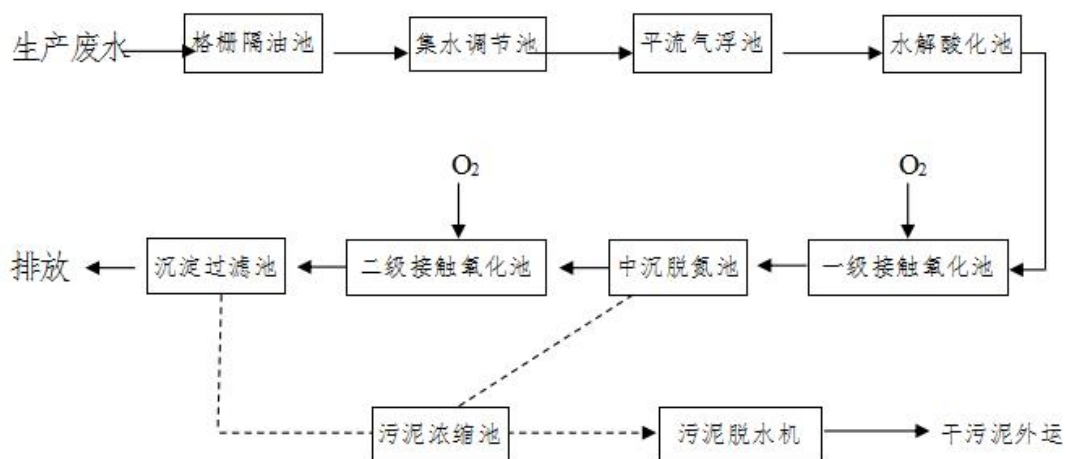 生产废水
格栅隔油池
集水调节池
平流气浮池
水解酸化池
O₂
O₂
排放
沉淀过滤池
二级接触氧化池
中沉脱氮池
一级接触氧化池
污泥浓缩池
污泥脱水机
干污泥外运